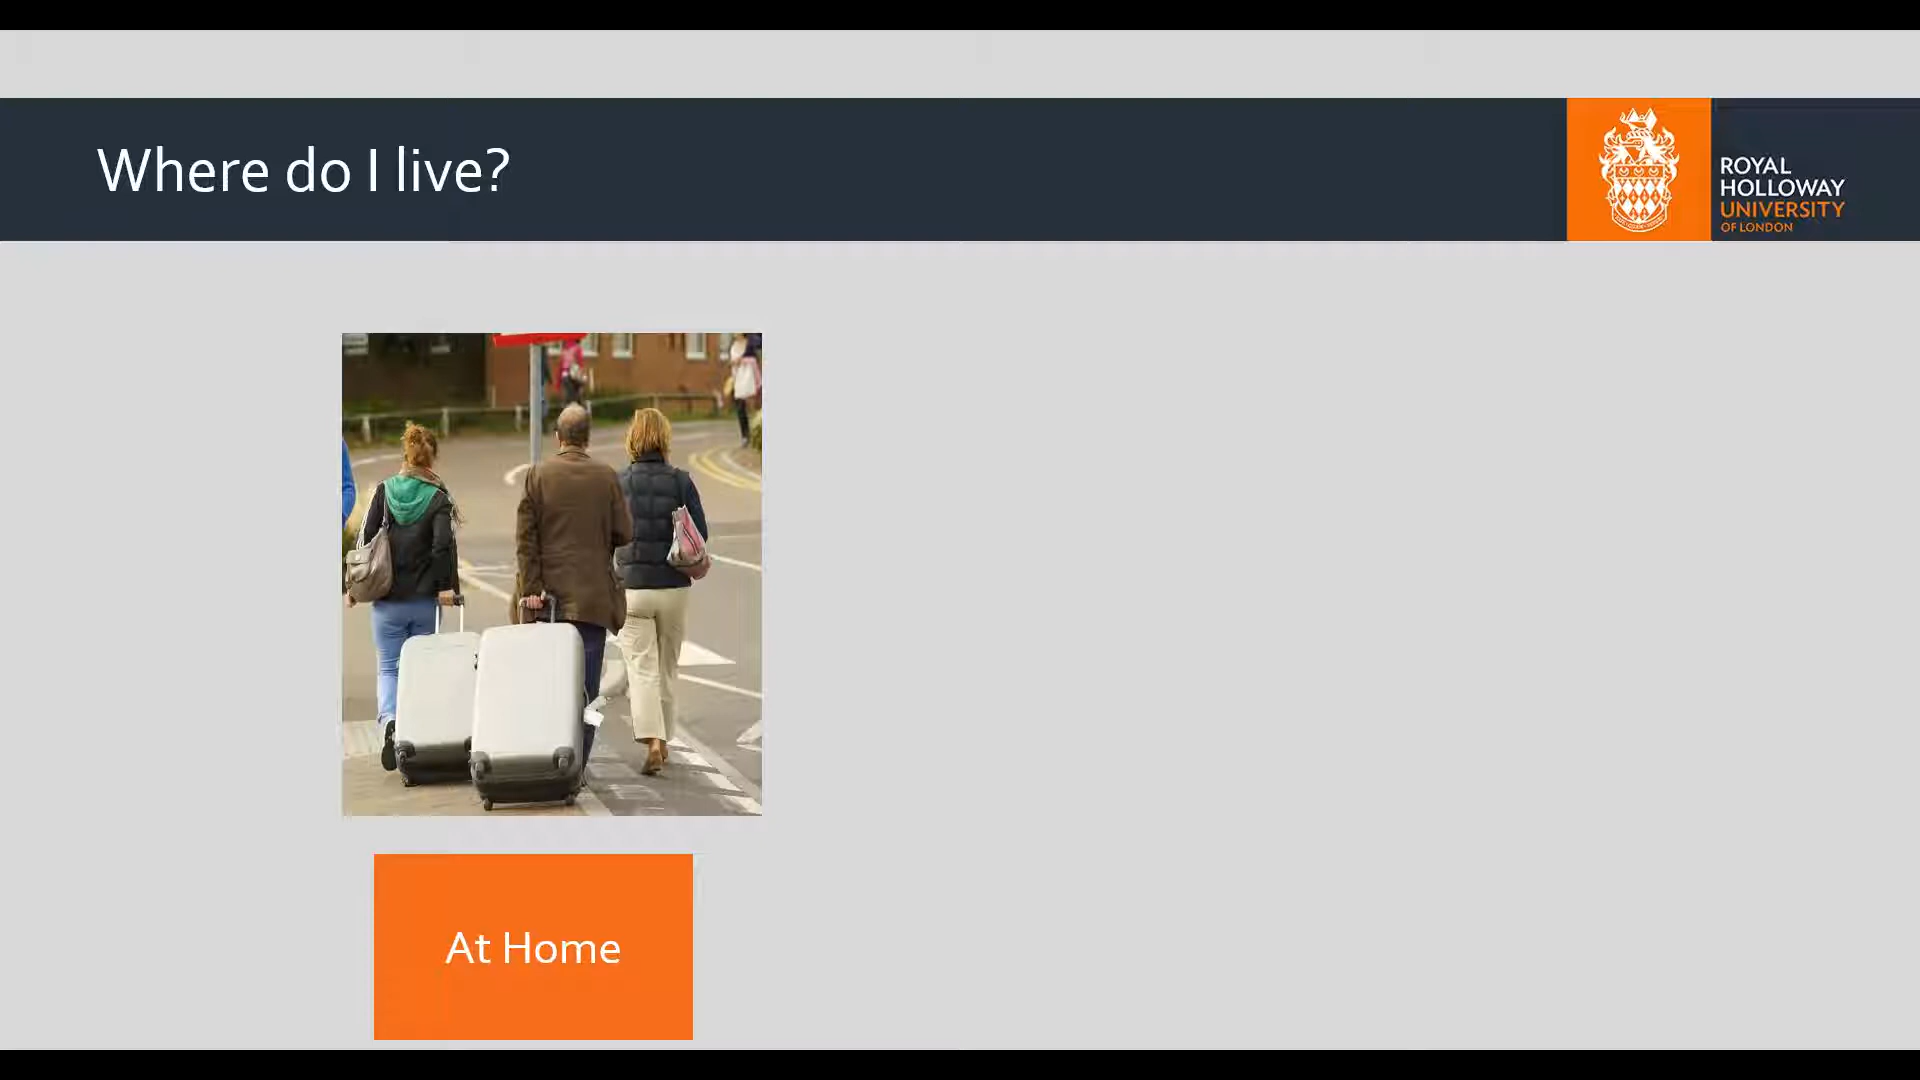 Where do I live?
ROYAL
HOLLOWAY
UNIVERSITY
OF LONDON
At Home